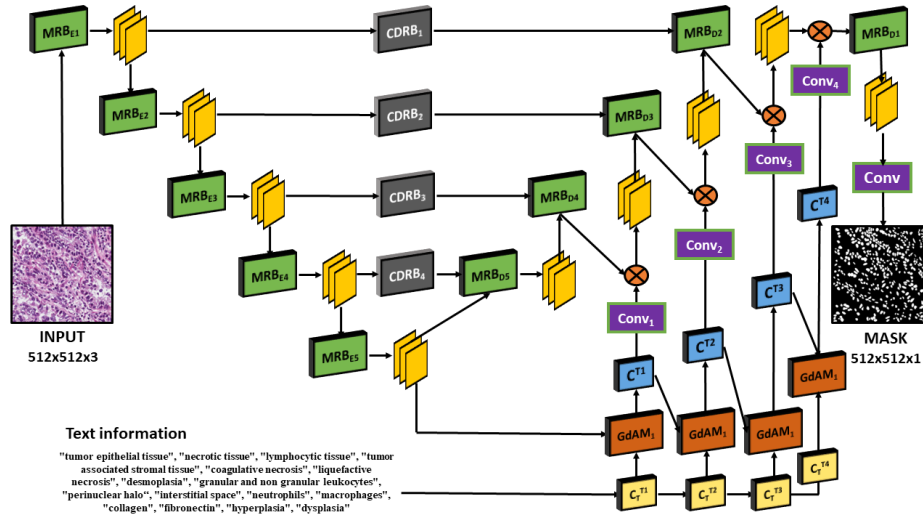 MRB_E1
CDRB_1
MRB_D2
MRB_D1
Conv_4
MRB_E2
CDRB_2
MRB_D3
Conv_3
Conv
MRB_E3
CDRB_3
MRB_D4
C^T4
Conv_2
MRB_E4
CDRB_4
MRB_D5
C^T3
Conv_1
INPUT
512x512x3
MASK
512x512x1
MRB_E5
C^T1
C^T2
GdAM_1
GdAM_1
GdAM_1
GdAM_1
Text information
"tumor epithelial tissue", "necrotic tissue", "lymphocytic tissue", "tumor
associated stromal tissue", "coagulative necrosis", "liquefactive
necrosis", "desmoplasia", "granular and non granular leukocytes",
"perinuclear halo", "interstitial space", "neutrophils", "macrophages",
"collagen", "fibronectin", "hyperplasia", "dysplasia"
C_T^T1
C_T^T2
C_T^T3
C_T^T4